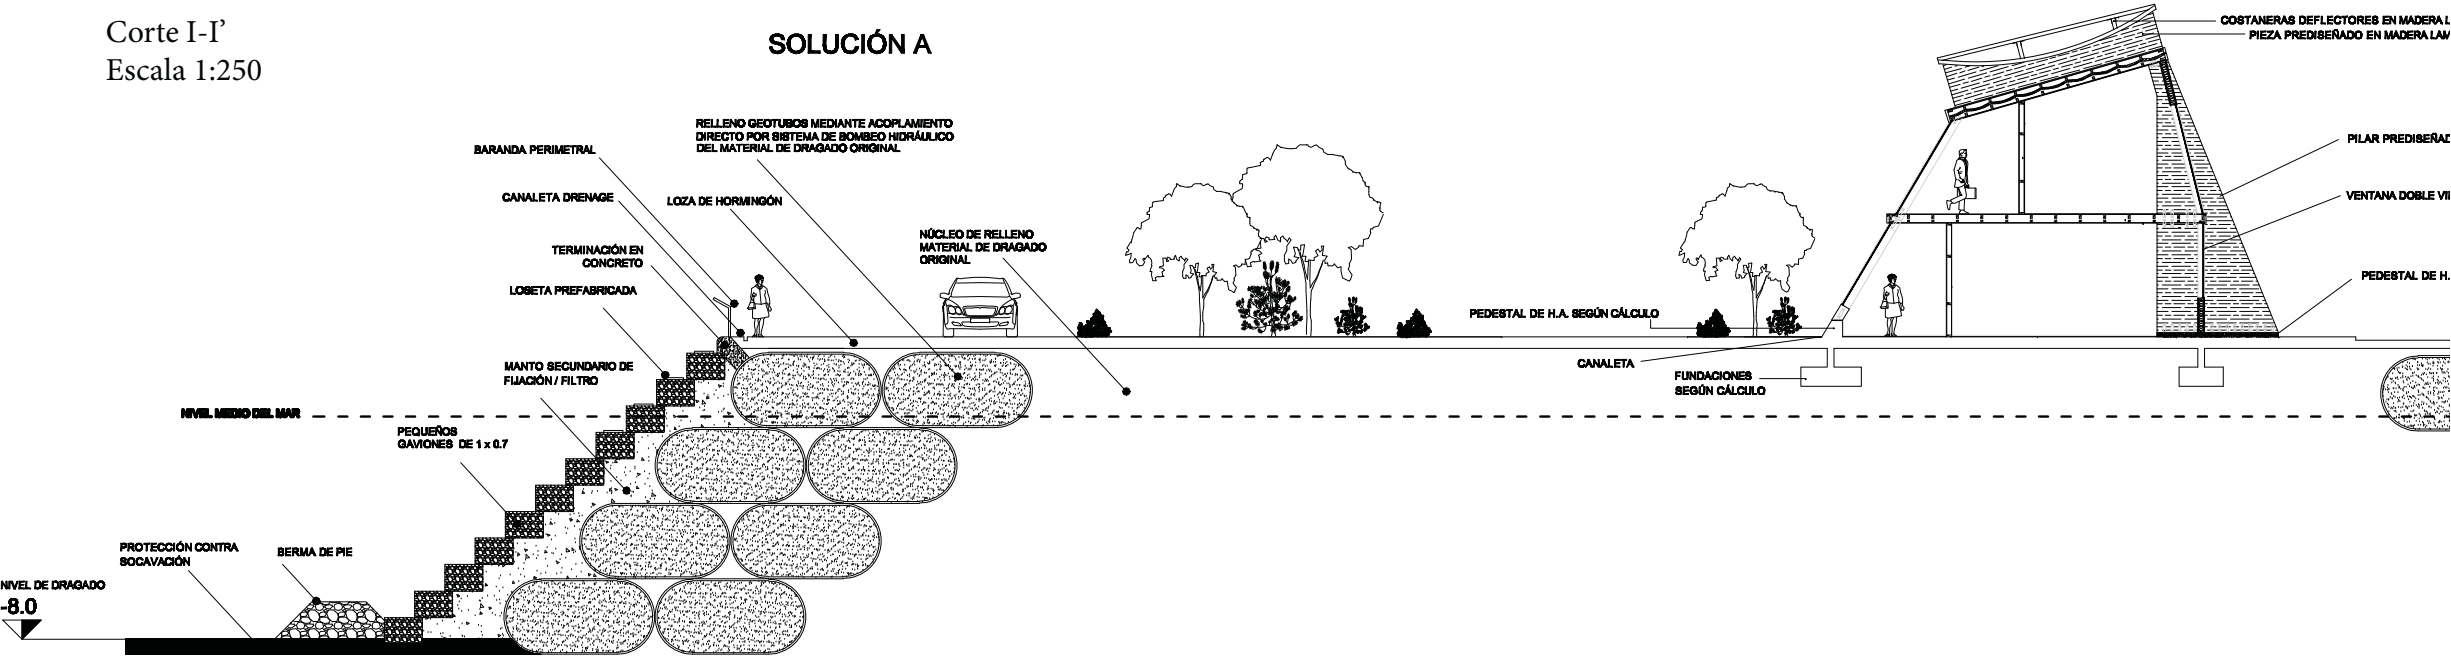 Corte I-I’
Escala 1:250
SOLUCIÓN A
COSTANERAS DEFLECTORES EN MADERA L
PIEZA PREDISEÑADO EN MADERA LAM
RELLENO GEOTUBOS MEDIANTE ACOPLAMIENTO
DIRECTO POR SISTEMA DE BOMBEO HIDRÁULICO
DEL MATERIAL DE DRAGADO ORIGINAL
BARANDA PERIMETRAL
PILAR PREDISEÑAD
CANALETA DRENAGE
LOZA DE HORMINGÓN
VENTANA DOBLE VI
NÚCLEO DE RELLENO
MATERIAL DE DRAGADO
ORIGINAL
TERMINACIÓN EN
CONCRETO
PEDESTAL DE H.
LOSETA PREFABRICADA
PEDESTAL DE H.A. SEGÚN CÁLCULO
MANTO SECUNDARIO DE
FIJACIÓN / FILTRO
CANALETA
FUNDACIONES
SEGÚN CÁLCULO
NIVEL MEDIO DEL MAR
PEQUEÑOS
GAVIONES DE 1 x 0.7
PROTECCIÓN CONTRA
SOCAVACIÓN
BERMA DE PIE
NIVEL DE DRAGADO
-8.0